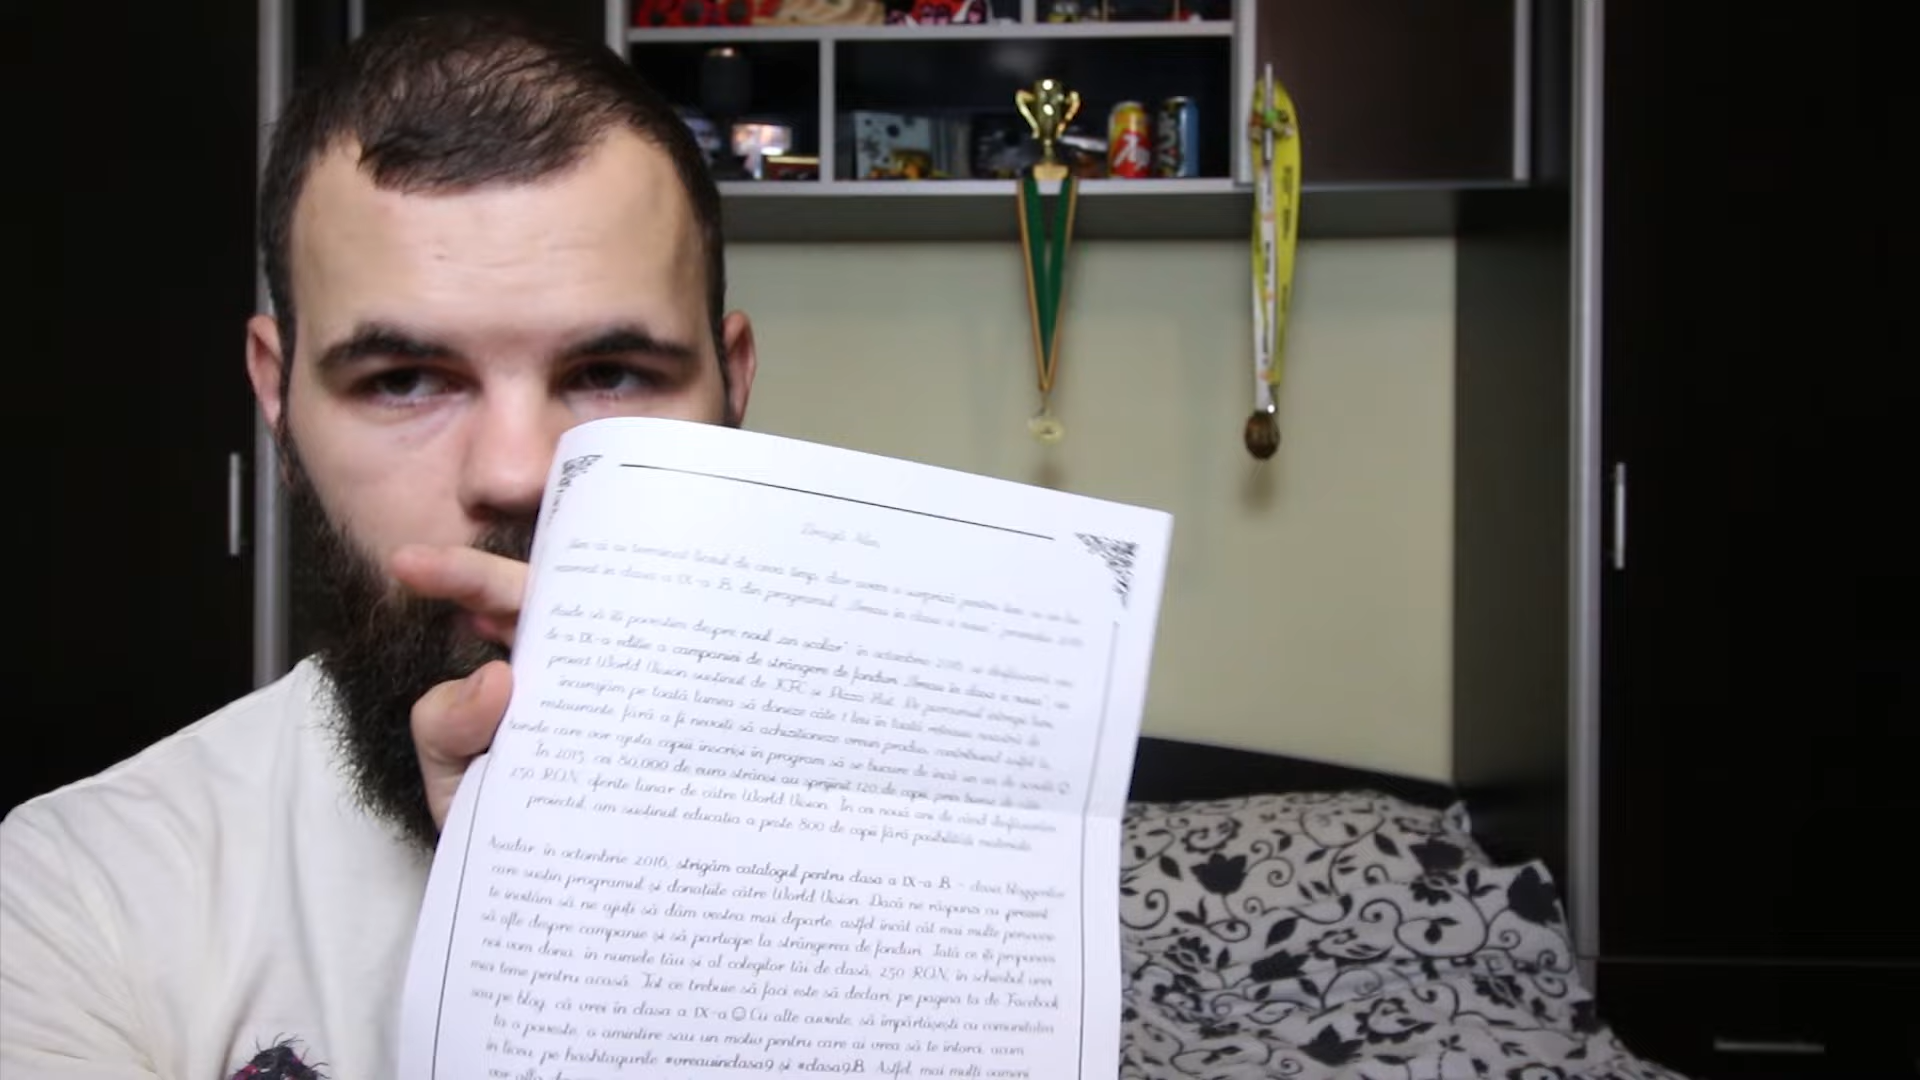 Dragă Alex,
Știm că ai terminat liceul de ceva timp, dar avem o surpriză pentru tine: ai un loc
rezervat în clasa a IX-a B, din programul „Vreau în clasa a noua”,
Haide să îți povestim despre noul „an școlar”: în octombrie 2016, se desfășoară cea
de-a IX-a ediție a campaniei de strângere de fonduri „Vreau în clasa a noua”, un
proiect World Vision susținut de KFC și Pizza Hut. Pe parcursul întregii luni,
încurajăm pe toată lumea să doneze câte 1 leu în toată rețeaua noastră de
restaurante, fără a fi nevoiți să achiziționeze vreun produs, contribuind astfel la
bursele care vor ajuta copiii înscriși în program să se bucure de încă un an de școală ☺
În 2015, cei 80.000 de euro strânși au sprijinit 120 de copii, prin burse de câte
250 RON, oferite lunar de către World Vision. În cei nouă ani de când desfășurăm
proiectul, am susținut educația a peste 800 de copii fără posibilități materiale.
Așadar, în octombrie 2016, strigăm catalogul pentru clasa a IX-a B - clasa bloggerilor
care susțin programul și donațiile către World Vision. Dacă ne răspunzi cu prezent
te invităm să ne ajuți să dăm vestea mai departe, astfel încât cât mai multe persoane
să afle despre campanie și să participe la strângerea de fonduri. Iată ce îți propunem:
noi vom dona, în numele tău și al colegilor tăi de clasă, 250 RON, în schimbul unei
mici teme pentru acasă. Tot ce trebuie să faci este să declari, pe pagina ta de Facebook
sau pe blog, că vrei în clasa a IX-a ☺ Cu alte cuvinte, să împărtășești cu comunitatea
ta o poveste, o amintire sau un motiv pentru care ai vrea să te întorci, acum
în liceu, pe hashtagurile #vreauinclasa9 și #clasa9B. Astfel, mai mulți oameni
vor afla